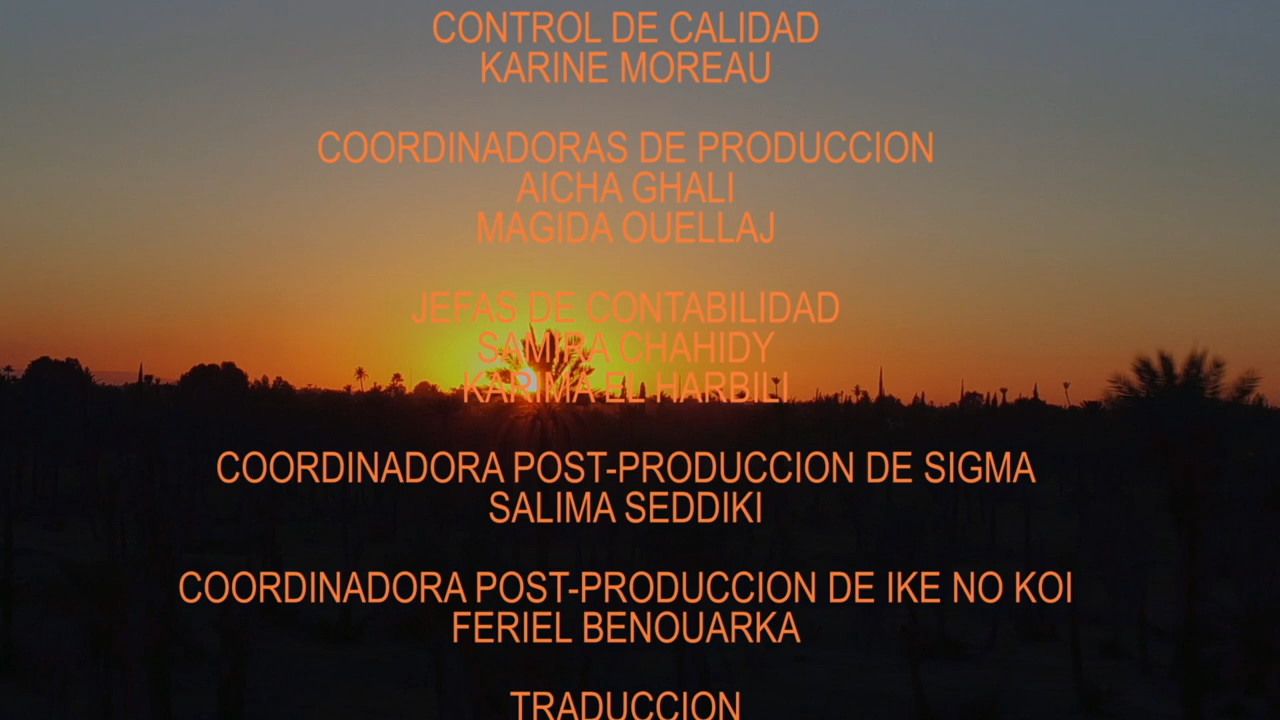 CONTROL DE CALIDAD
KARINE MOREAU
COORDINADORAS DE PRODUCCION
AICHA GHALI
MAGIDA OUELLAJ
JEFAS DE CONTABILIDAD
SAMIRA CHAHIDY
KARIMA EL HARBILI
COORDINADORA POST-PRODUCCION DE SIGMA
SALIMA SEDDIKI
COORDINADORA POST-PRODUCCION DE IKE NO KOI
FERIEL BENOUARKA
TRADUCCION